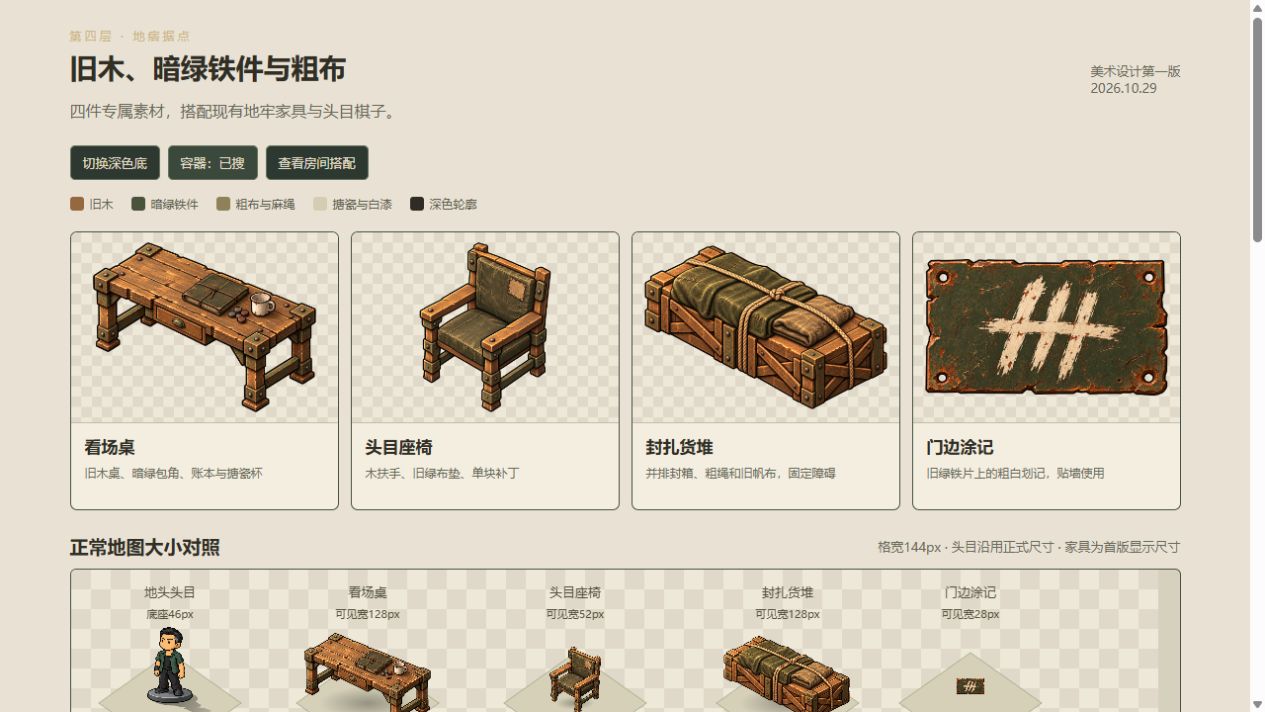 第四层 · 地痞据点
旧木、暗绿铁件与粗布
四件专属素材，搭配现有地牢家具与头目棋子。
美术设计第一版
2026.10.29
切换深色底
容器：已搜
查看房间搭配
旧木
暗绿铁件
粗布与麻绳
搪瓷与白漆
深色轮廓
看场桌
旧木桌、暗绿包角、账本与搪瓷杯
头目座椅
木扶手、旧绿布垫、单块补丁
封扎货堆
并排封箱、粗绳和旧帆布，固定障碍
门边涂记
旧绿铁片上的粗白划记，贴墙使用
正常地图大小对照
格宽144px · 头目沿用正式尺寸 · 家具为首版显示尺寸
地头头目
底座46px
看场桌
可见宽128px
头目座椅
可见宽52px
封扎货堆
可见宽128px
门边涂记
可见宽28px